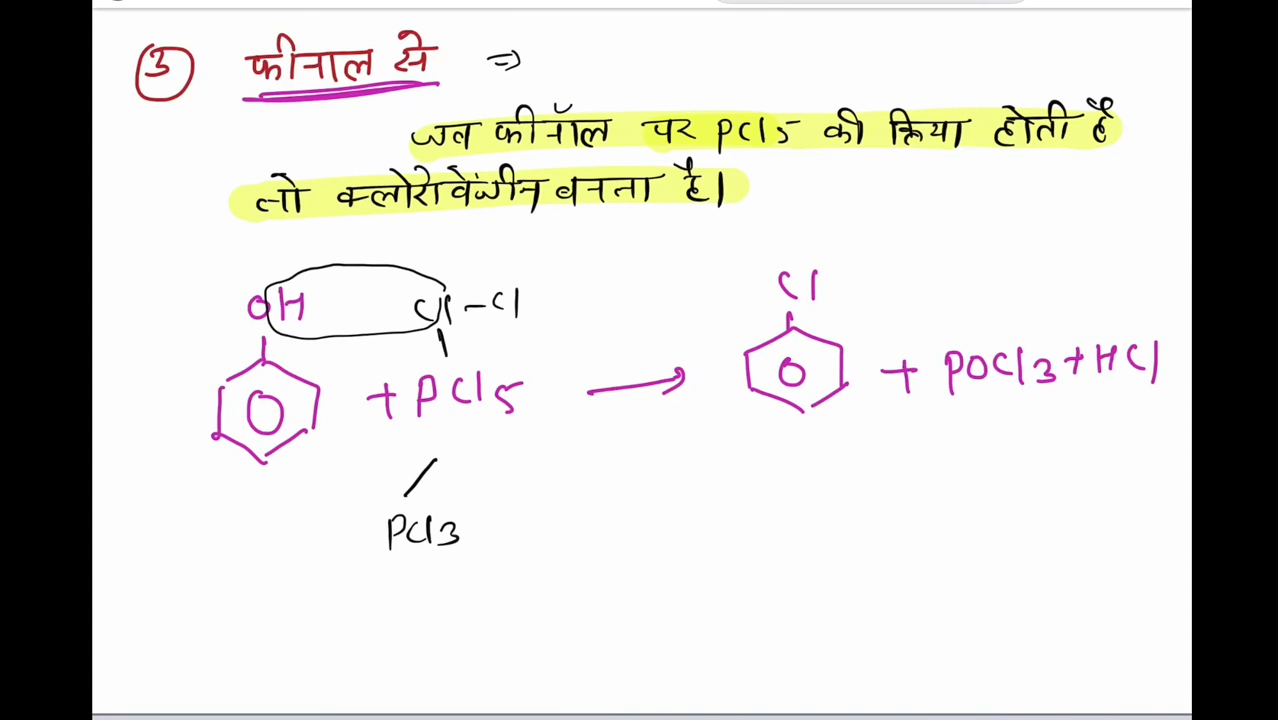 ③ फीनाल से ⇒
जब फीनॉल पर PCl5 की क्रिया होती है
तो क्लोरोबेंजीन बनता है।
OH Cl-Cl Cl
+ PCl5 → + POCl3 + HCl
PCl3